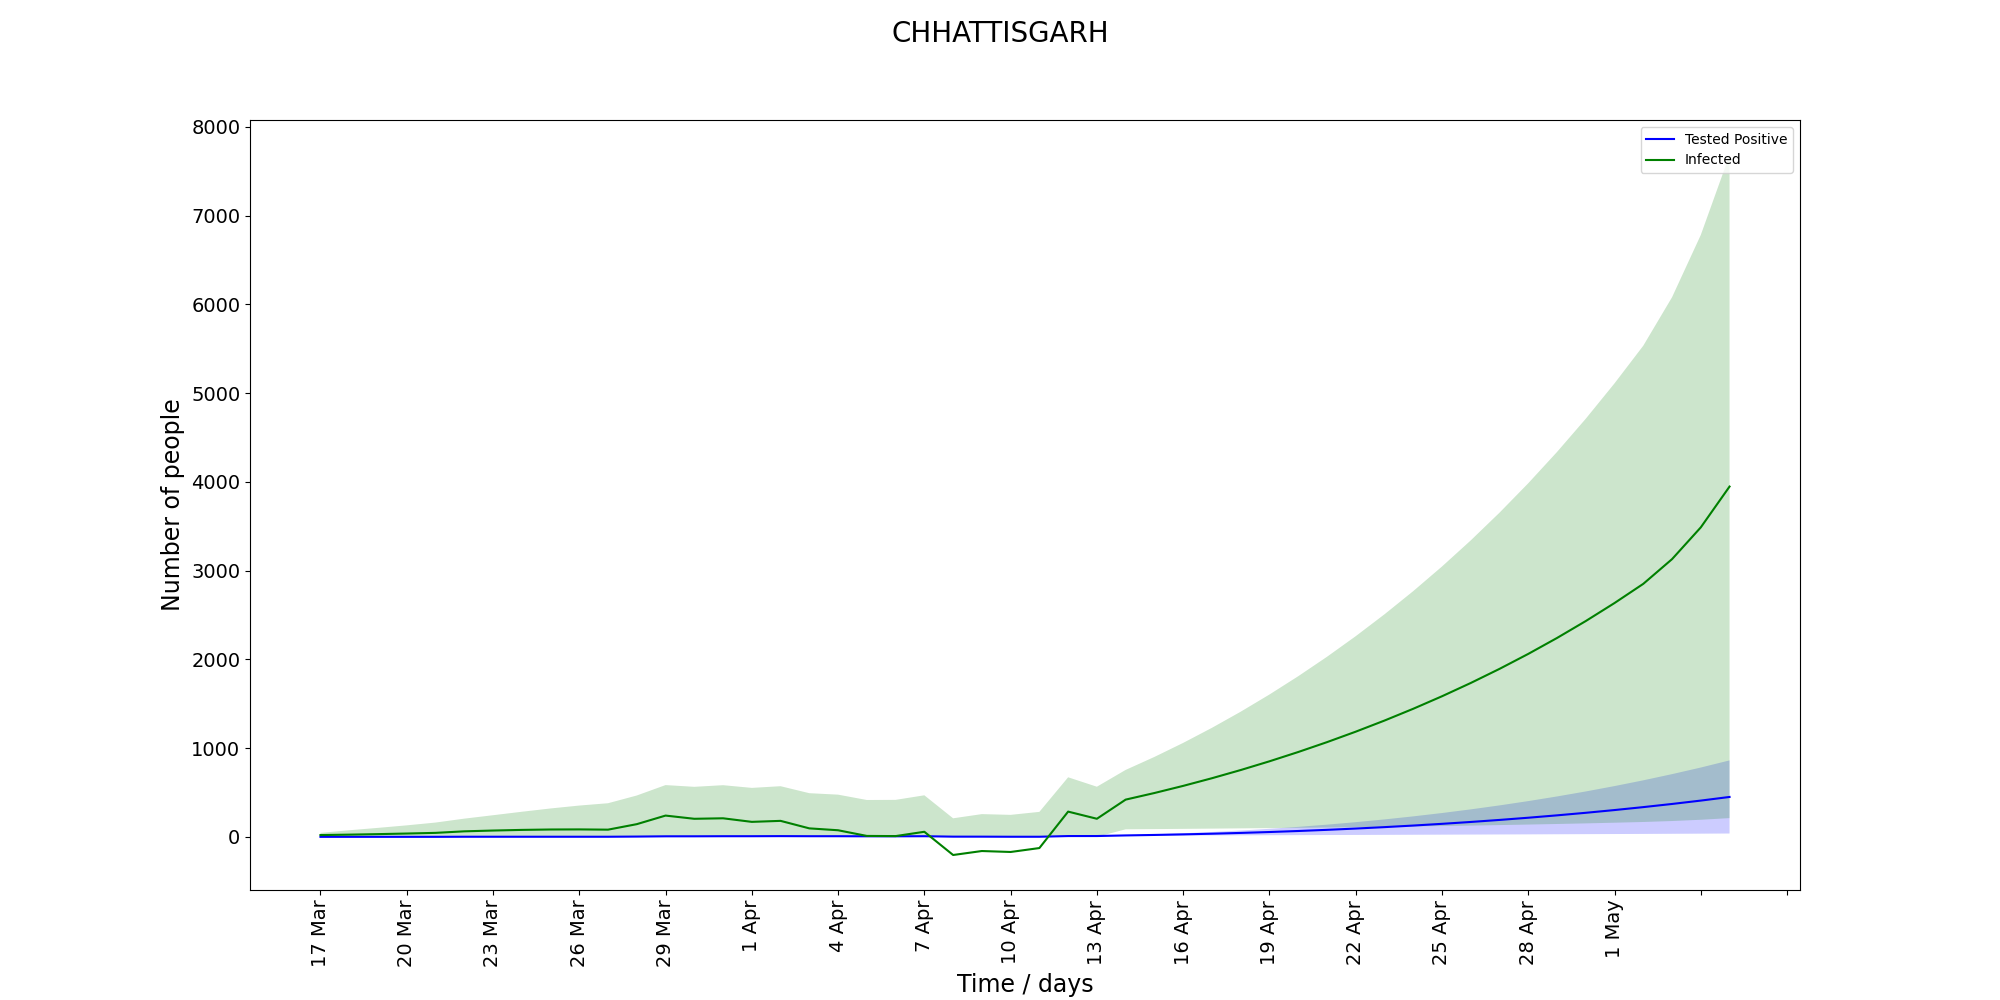 CHHATTISGARH
8000
7000
6000
5000
4000
3000
2000
1000
0
Number of people
Tested Positive
Infected
17 Mar
20 Mar
23 Mar
26 Mar
29 Mar
1 Apr
4 Apr
7 Apr
10 Apr
13 Apr
16 Apr
19 Apr
22 Apr
25 Apr
28 Apr
1 May
Time / days